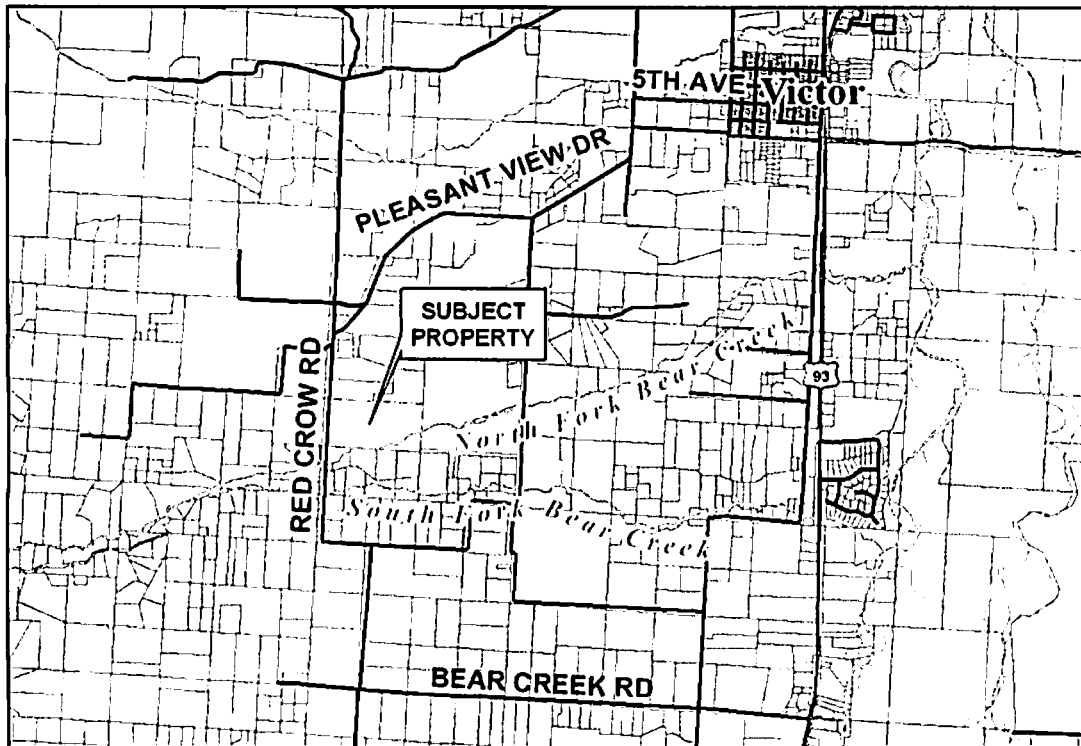 5TH AVE
Victor
PLEASANT VIEW DR
SUBJECT
PROPERTY
RED CROW RD
93
North Fork Bear Creek
South Fork Bear Creek
BEAR CREEK RD